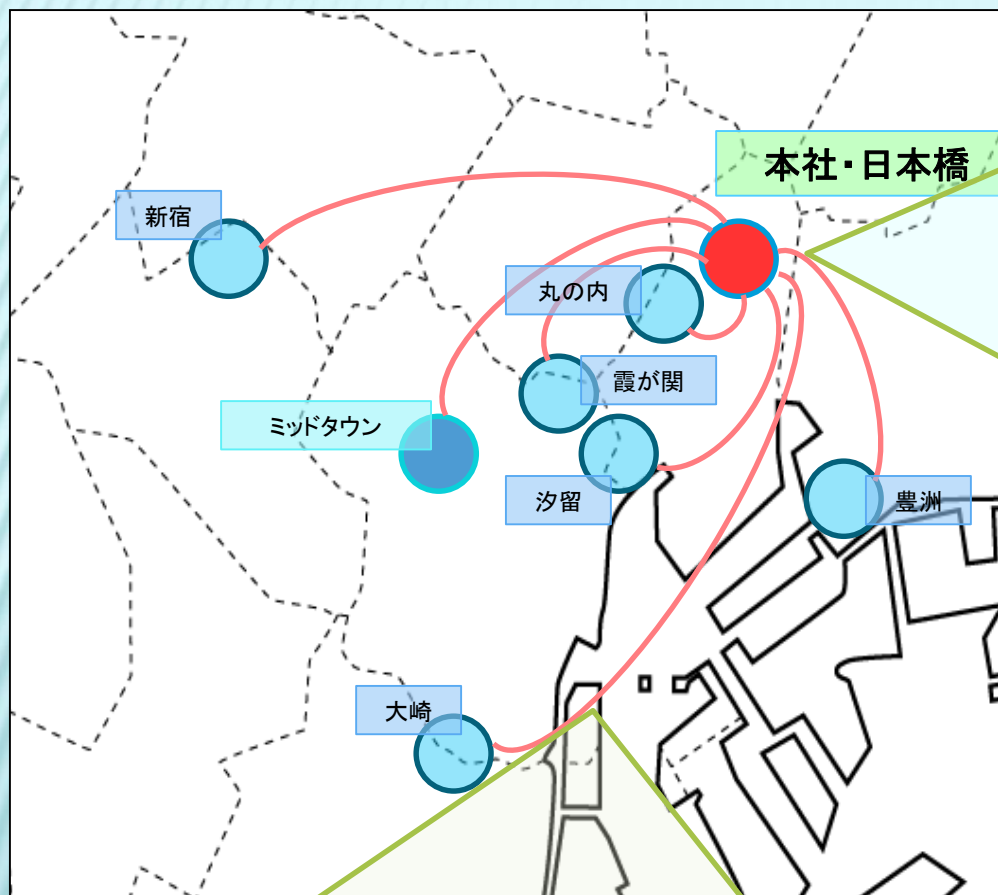 本社・日本橋
新宿
丸の内
霞が関
ミッドタウン
汐留
豊洲
大崎